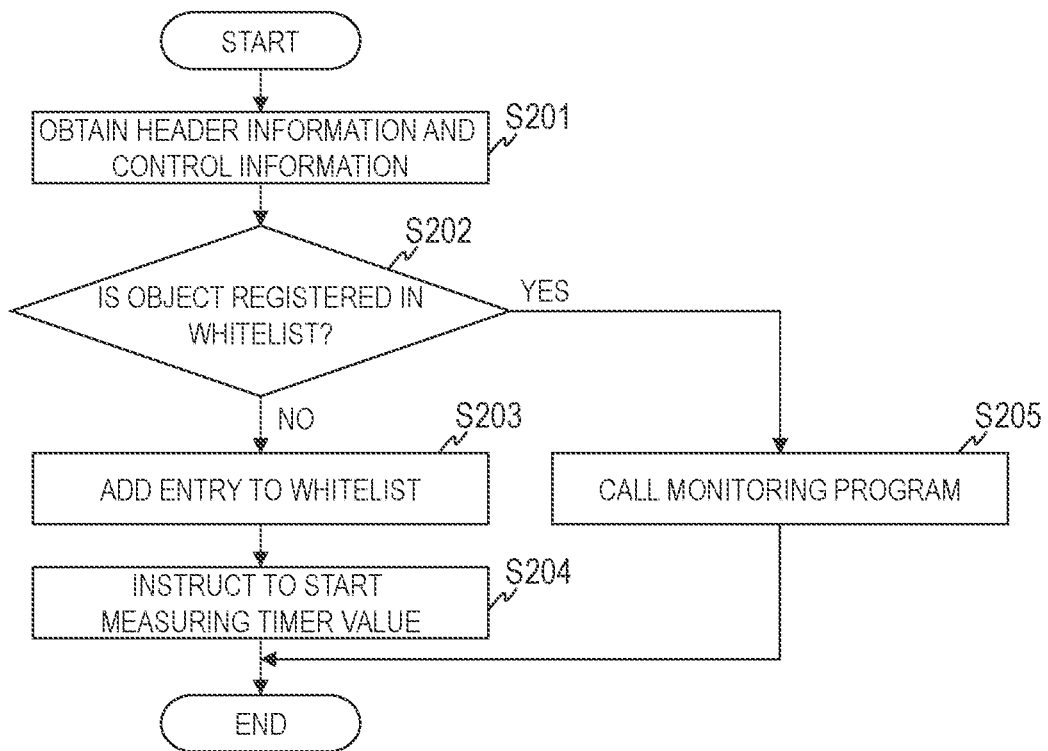 START
S201
OBTAIN HEADER INFORMATION AND
CONTROL INFORMATION
S202
IS OBJECT REGISTERED IN
WHITELIST?
YES
NO
S203
ADD ENTRY TO WHITELIST
S205
CALL MONITORING PROGRAM
S204
INSTRUCT TO START
MEASURING TIMER VALUE
END